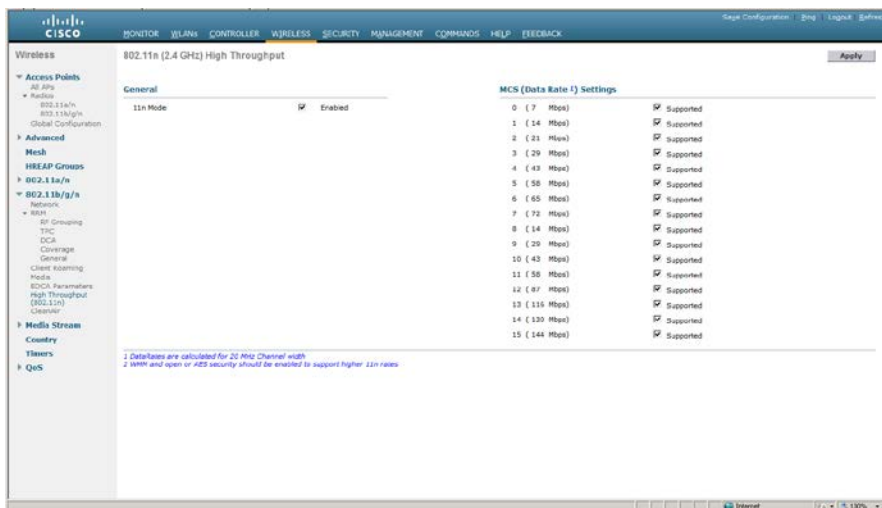 Save Configuration Ping Logout Refresh
CISCO
MONITOR WLANs CONTROLLER WIRELESS SECURITY MANAGEMENT COMMANDS HELP FEEDBACK
Wireless
Access Points
All APs
Radios
802.11a/n
802.11b/g/n
Global Configuration
Advanced
Mesh
HREAP Groups
802.11a/n
802.11b/g/n
Network
RRM
RF Grouping
TPC
DCA
Coverage
General
Client Roaming
Media
EDCA Parameters
High Throughput
(802.11n)
CleanAir
Media Stream
Country
Timers
QoS
802.11n (2.4 GHz) High Throughput
Apply
General
11n Mode Enabled
MCS (Data Rate 1) Settings
0 (7 Mbps) Supported
1 (14 Mbps) Supported
2 (21 Mbps) Supported
3 (29 Mbps) Supported
4 (43 Mbps) Supported
5 (58 Mbps) Supported
6 (65 Mbps) Supported
7 (72 Mbps) Supported
8 (14 Mbps) Supported
9 (29 Mbps) Supported
10 (43 Mbps) Supported
11 (58 Mbps) Supported
12 (87 Mbps) Supported
13 (116 Mbps) Supported
14 (130 Mbps) Supported
15 (144 Mbps) Supported
1 DataRates are calculated for 20 MHz Channel width
2 WMM and open or AES security should be enabled to support higher 11n rates
Internet 100%